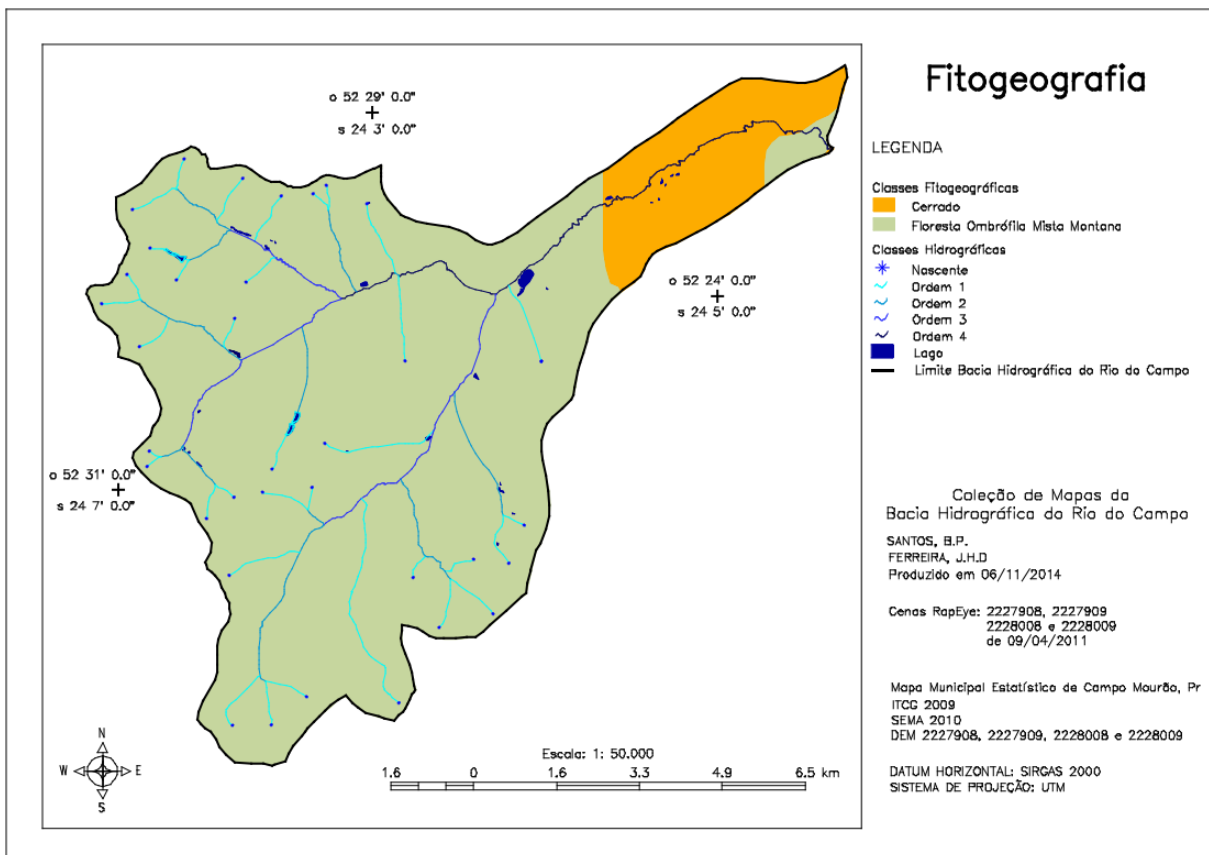 Fitogeografia
LEGENDA
Classes Fitogeográficas
Cerrado
Floresta Ombrófila Mista Montana
Classes Hidrográficas
Nascente
Ordem 1
Ordem 2
Ordem 3
Ordem 4
Lago
Limite Bacia Hidrográfica do Rio do Campo
o 52 29' 0.0"
s 24 3' 0.0"
o 52 24' 0.0"
s 24 5' 0.0"
o 52 31' 0.0"
s 24 7' 0.0"
Coleção de Mapas da
Bacia Hidrográfica do Rio do Campo
SANTOS, B.P.
FERREIRA, J.H.D
Produzido em 06/11/2014
Cenas RapEye: 2227908, 2227909
2228008 e 2228009
de 09/04/2011
Mapa Municipal Estatístico de Campo Mourão, Pr
ITCG 2009
SEMA 2010
DEM 2227908, 2227909, 2228008 e 2228009
DATUM HORIZONTAL: SIRGAS 2000
SISTEMA DE PROJEÇÃO: UTM
N
W E
S
Escala: 1: 50.000
1.6 0 1.6 3.3 4.9 6.5 km